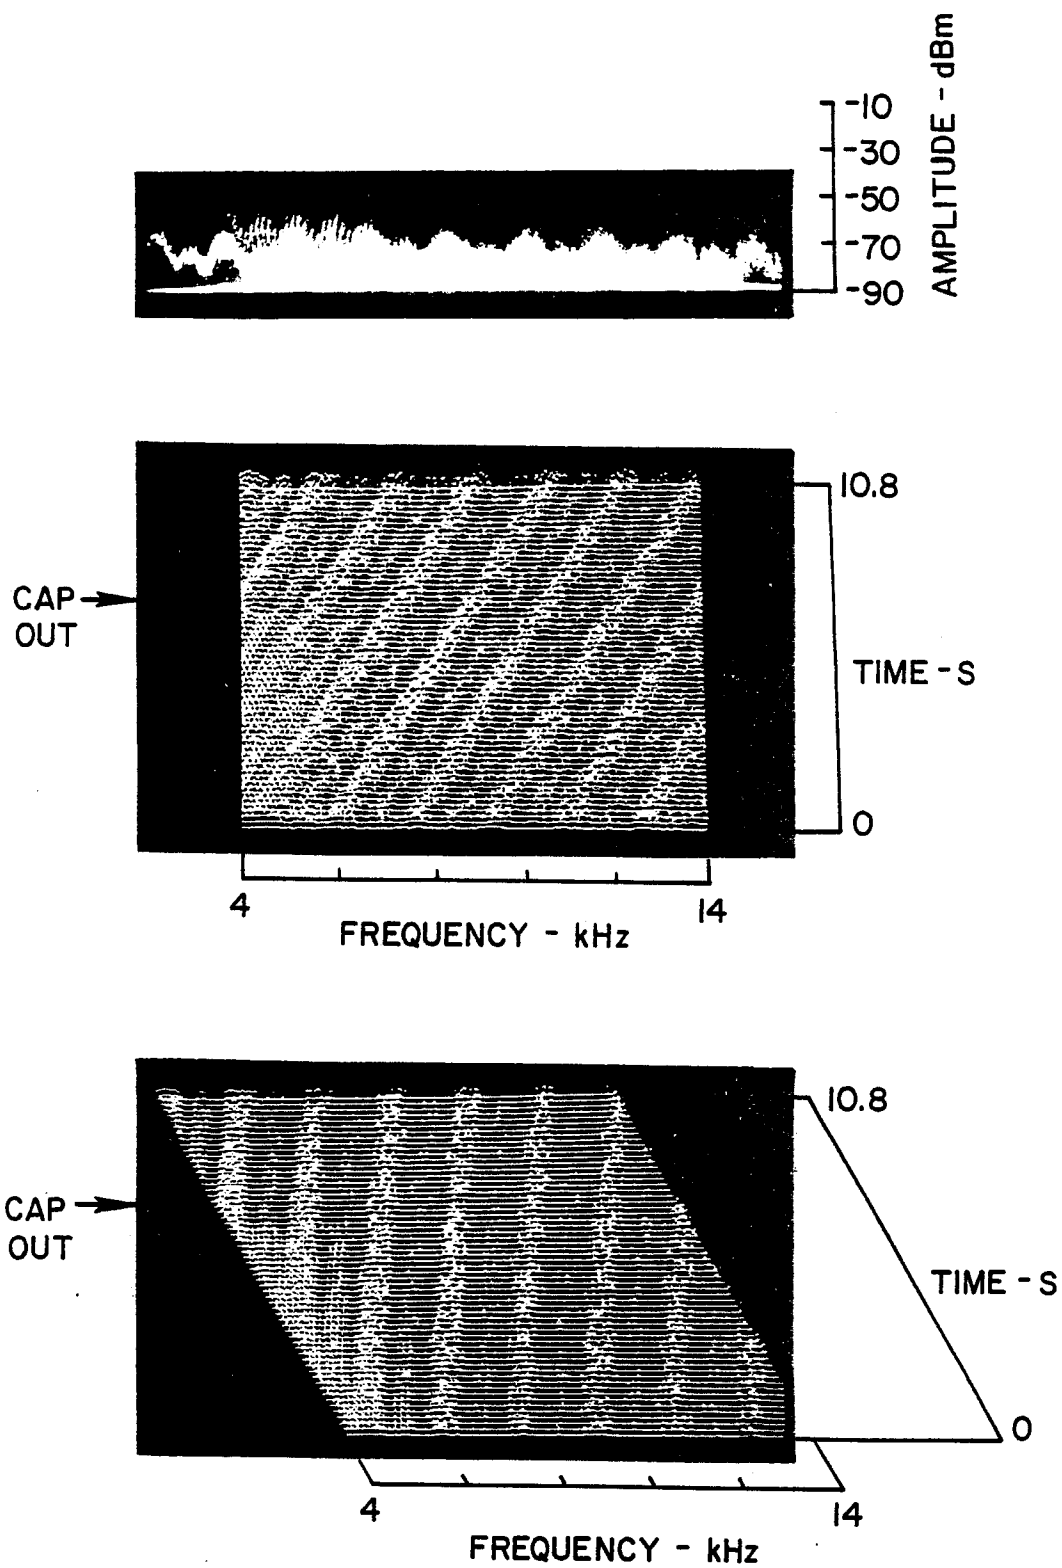 -10
-30
-50
-70
-90
AMPLITUDE - dBm
CAP
OUT
10.8
TIME - S
0
4
14
FREQUENCY - kHz
CAP
OUT
10.8
TIME - S
0
4
14
FREQUENCY - kHz